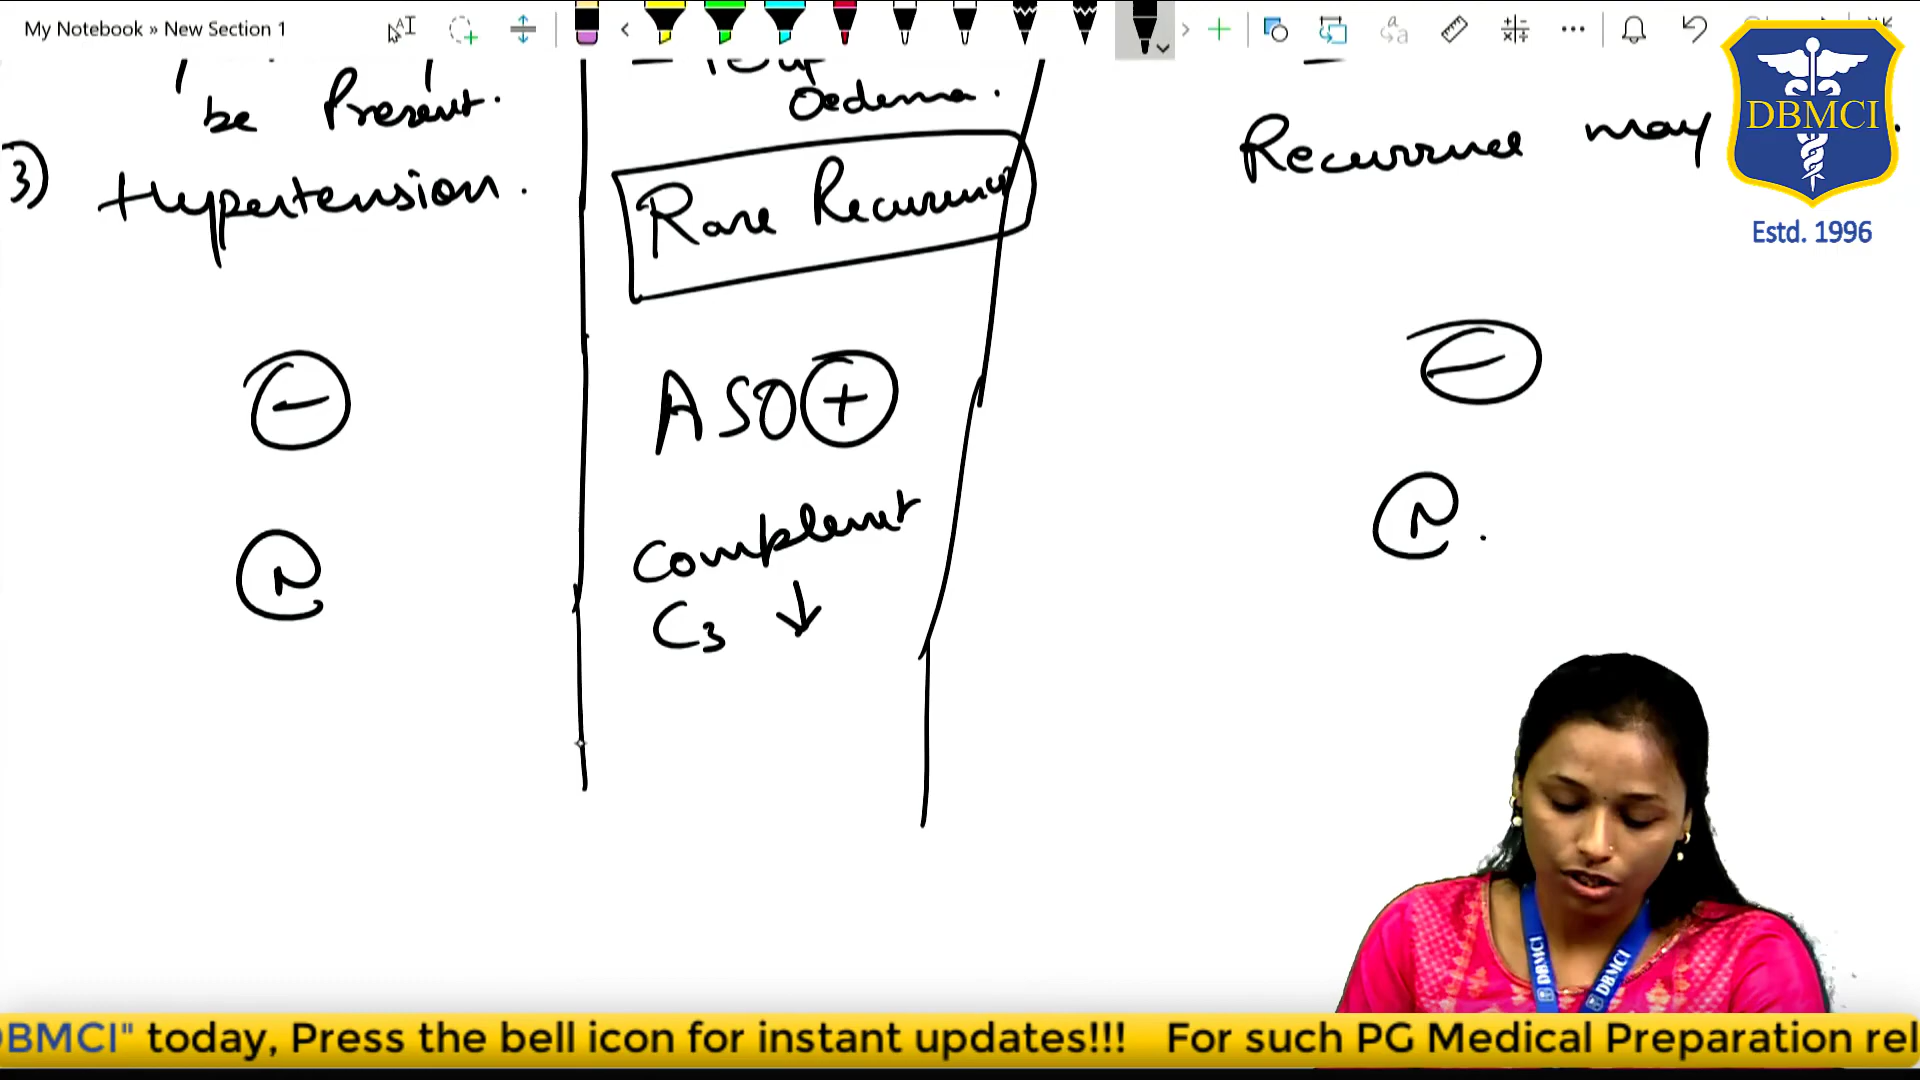 My Notebook » New Section 1
be Present.
3) Hypertension.
Oedema.
Rare Recurrence
ASO +
Complement
C3 ↓
Recurrence may
-
N
-
N.
DBMCI
Estd. 1996
DBMCI
DBMCI
DBMCI" today, Press the bell icon for instant updates!!! For such PG Medical Preparation rel